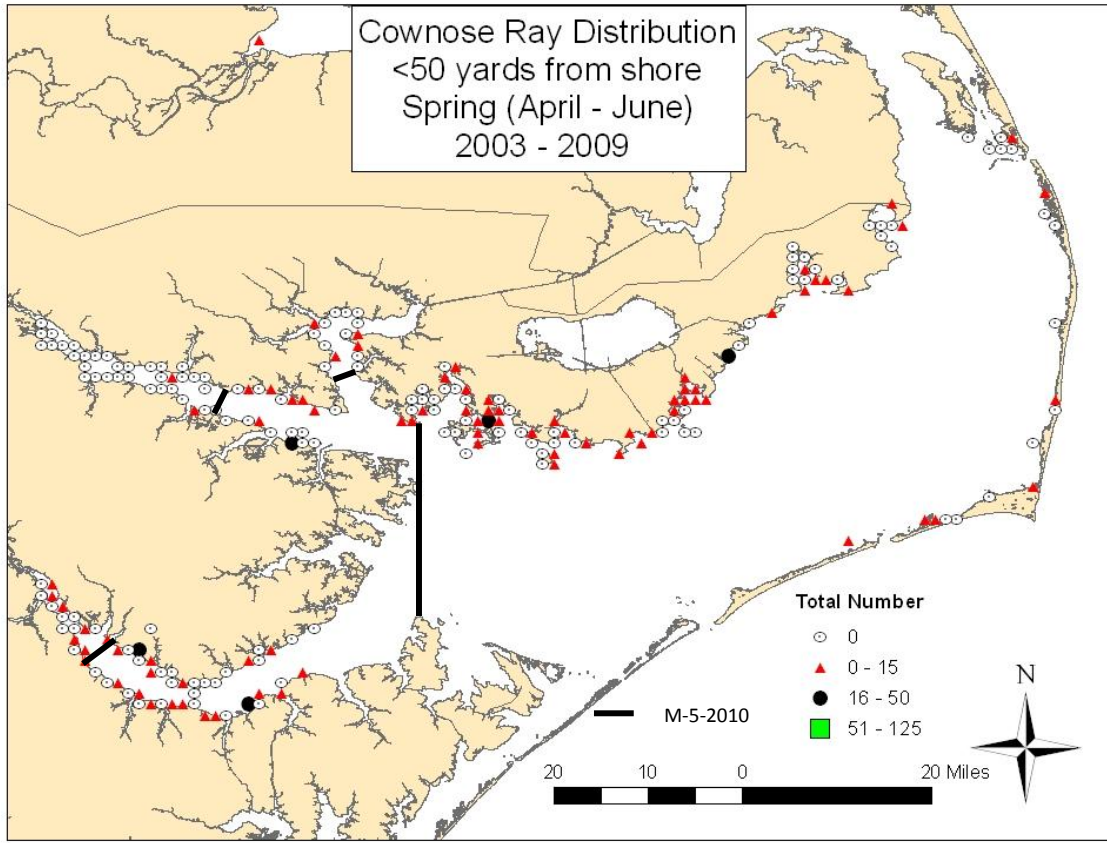 Cownose Ray Distribution
<50 yards from shore
Spring (April - June)
2003 - 2009
Total Number
0
0 - 15
16 - 50
51 - 125
M-5-2010
N
20 10 0 20 Miles